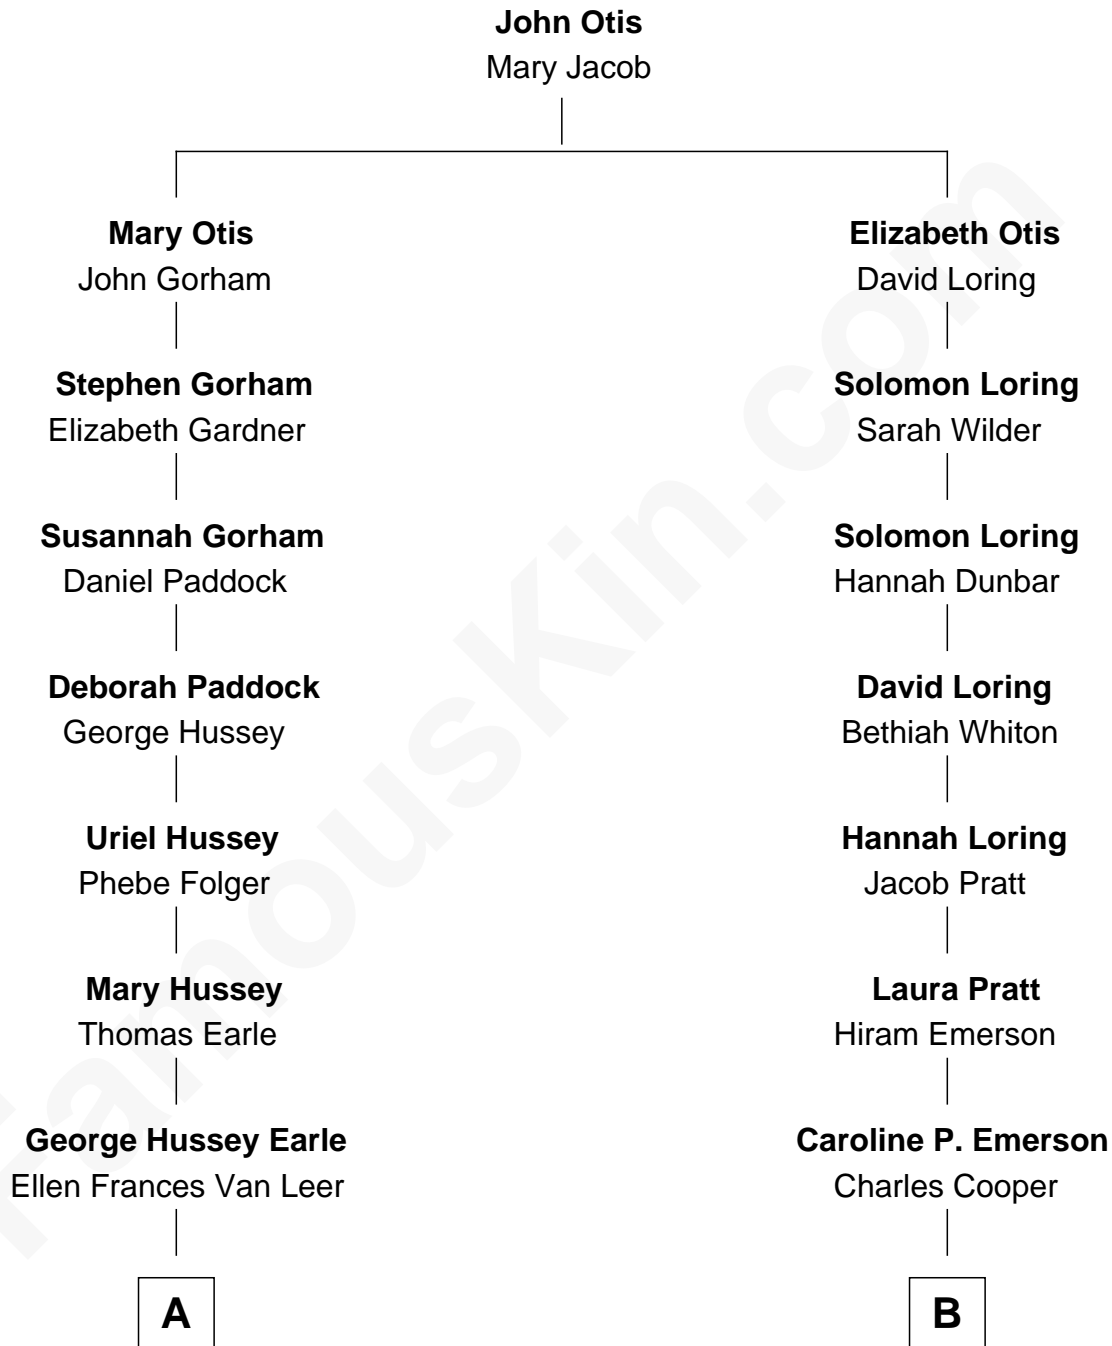 John Otis
Mary Jacob
Mary Otis
John Gorham
Elizabeth Otis
David Loring
Stephen Gorham
Elizabeth Gardner
Solomon Loring
Sarah Wilder
Susannah Gorham
Daniel Paddock
Solomon Loring
Hannah Dunbar
Deborah Paddock
George Hussey
David Loring
Bethiah Whiton
Uriel Hussey
Phebe Folger
Hannah Loring
Jacob Pratt
Mary Hussey
Thomas Earle
Laura Pratt
Hiram Emerson
George Hussey Earle
Ellen Frances Van Leer
Caroline P. Emerson
Charles Cooper
A
B
FamousKin.com